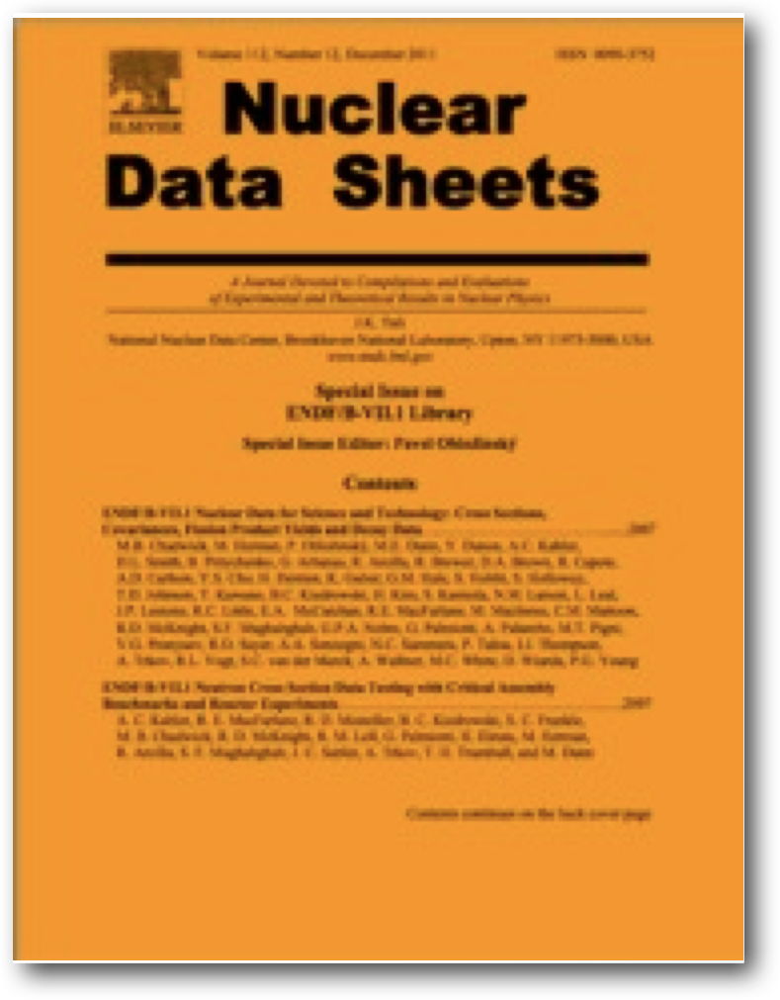 Volume 112, Number 12, December 2011
ISSN 0090-3752
ELSEVIER
Nuclear
Data Sheets
A Journal Devoted to Compilations and Evaluations
of Experimental and Theoretical Results in Nuclear Physics
National Nuclear Data Center, Brookhaven National Laboratory, Upton, NY 11973-5000, USA
www.nndc.bnl.gov
Special Issue on
ENDF/B-VII.1 Library
Special Issue Editor: Pavel Obložinský
Contents
ENDF/B-VII.1 Nuclear Data for Science and Technology: Cross Sections,
Covariances, Fission Product Yields and Decay Data
M.B. Chadwick, M. Herman, P. Obložinský, M.E. Dunn, Y. Danon, A.C. Kahler,
D.L. Smith, B. Pritychenko, G. Arbanas, R. Arcilla, R. Brewer, D.A. Brown, R. Capote,
A.D. Carlson, Y.S. Cho, H. Derrien, K. Guber, G.M. Hale, S. Hoblit, S. Holloway,
T.D. Johnson, T. Kawano, B.C. Kiedrowski, H. Kim, S. Kunieda, N.M. Larson, L. Leal,
J.P. Lestone, R.C. Little, E.A. McCutchan, R.E. MacFarlane, M. MacInnes, C.M. Mattoon,
R.D. McKnight, S.F. Mughabghab, G.P.A. Nobre, G. Palmiotti, A. Palumbo, M.T. Pigni,
V.G. Pronyaev, R.O. Sayer, A.A. Sonzogni, N.C. Summers, P. Talou, I.J. Thompson,
A. Trkov, R.L. Vogt, S.C. van der Marck, A. Wallner, M.C. White, D. Wiarda, P.G. Young
ENDF/B-VII.1 Neutron Cross Section Data Testing with Critical Assembly
Benchmarks and Reactor Experiments
A. C. Kahler, R. E. MacFarlane, R. D. Mosteller, B. C. Kiedrowski, S. C. Frankle,
M. B. Chadwick, R. D. McKnight, R. M. Lell, G. Palmiotti, H. Hiruta, M. Herman,
R. Arcilla, S. F. Mughabghab, J. C. Sublet, A. Trkov, T. H. Trumbull, and M. Dunn
Contents continues on the back cover page